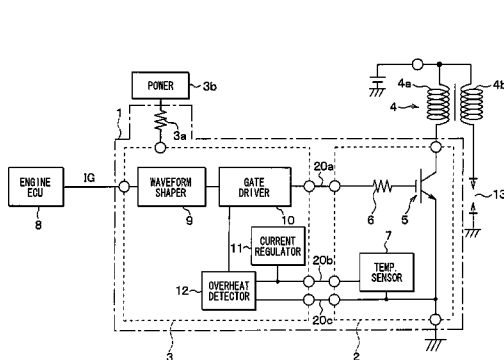 POWER
3b
3a
1
4a
4b
4
ENGINE
ECU
8
IG
WAVEFORM
SHAPER
9
GATE
DRIVER
10
20a
6
5
13
11
CURRENT
REGULATOR
7
TEMP.
SENSOR
20b
12
OVERHEAT
DETECTOR
20c
3
2